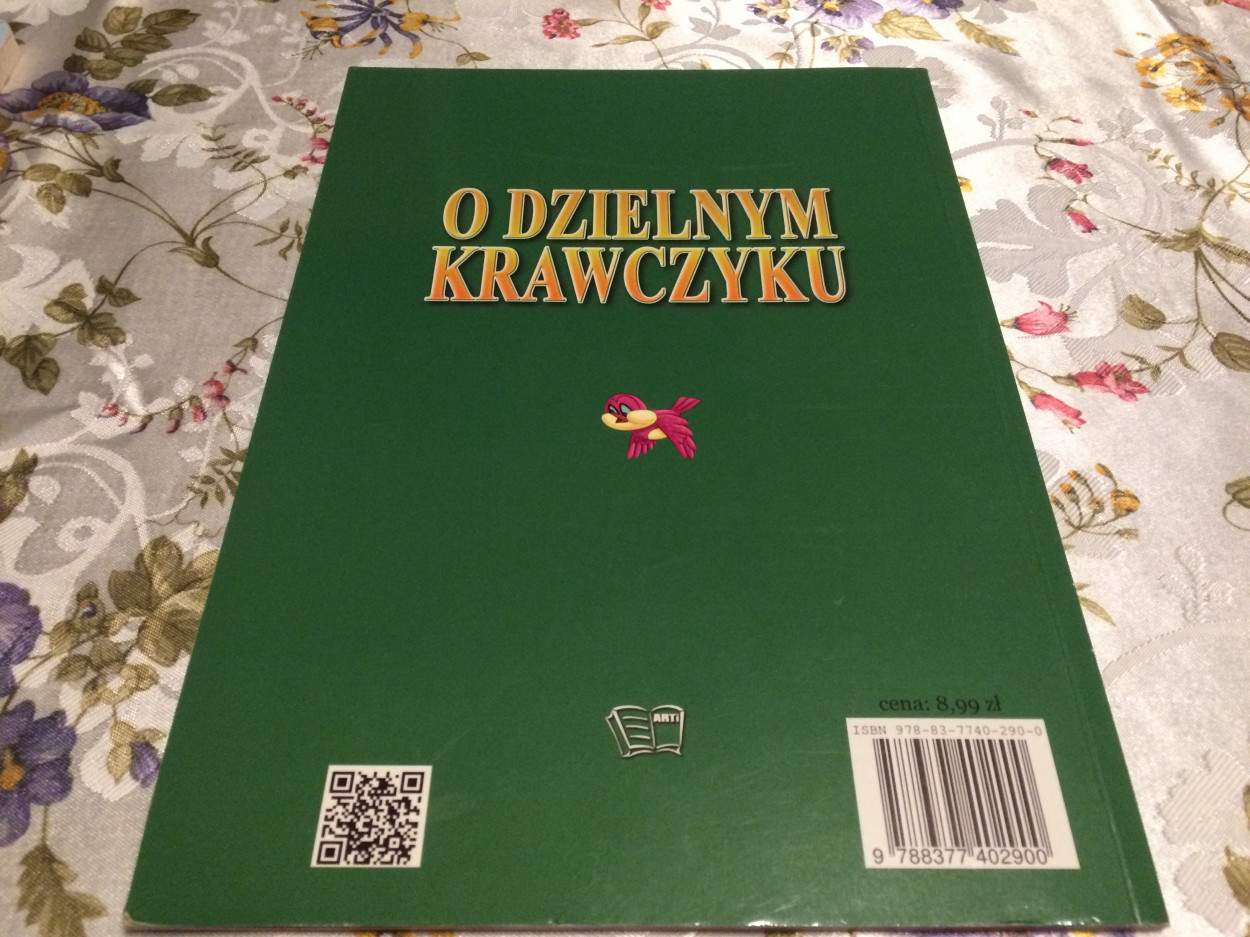 O DZIELNYM
KRAWCZYKU
ARTi
cena: 8,99 zł
ISBN 978-83-7740-290-0
9 788377 402900